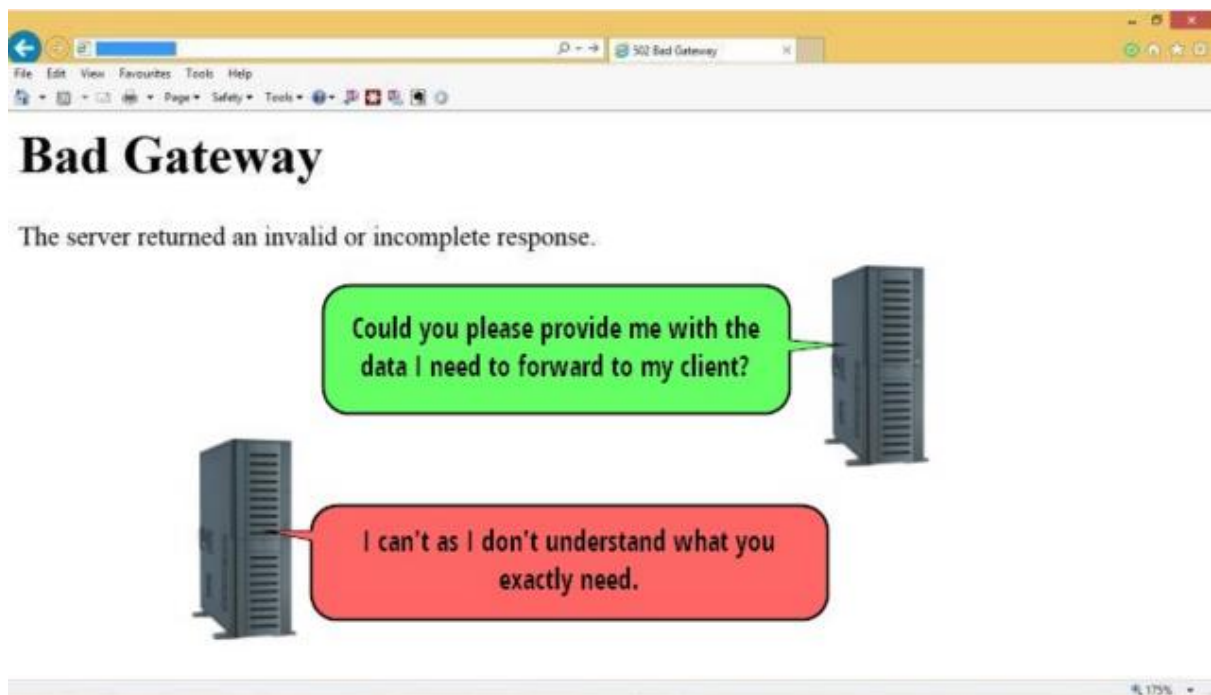 502 Bad Gateway
File Edit View Favourites Tools Help
Page Safety Tools
Bad Gateway
The server returned an invalid or incomplete response.
Could you please provide me with the
data I need to forward to my client?
I can't as I don't understand what you
exactly need.
175%